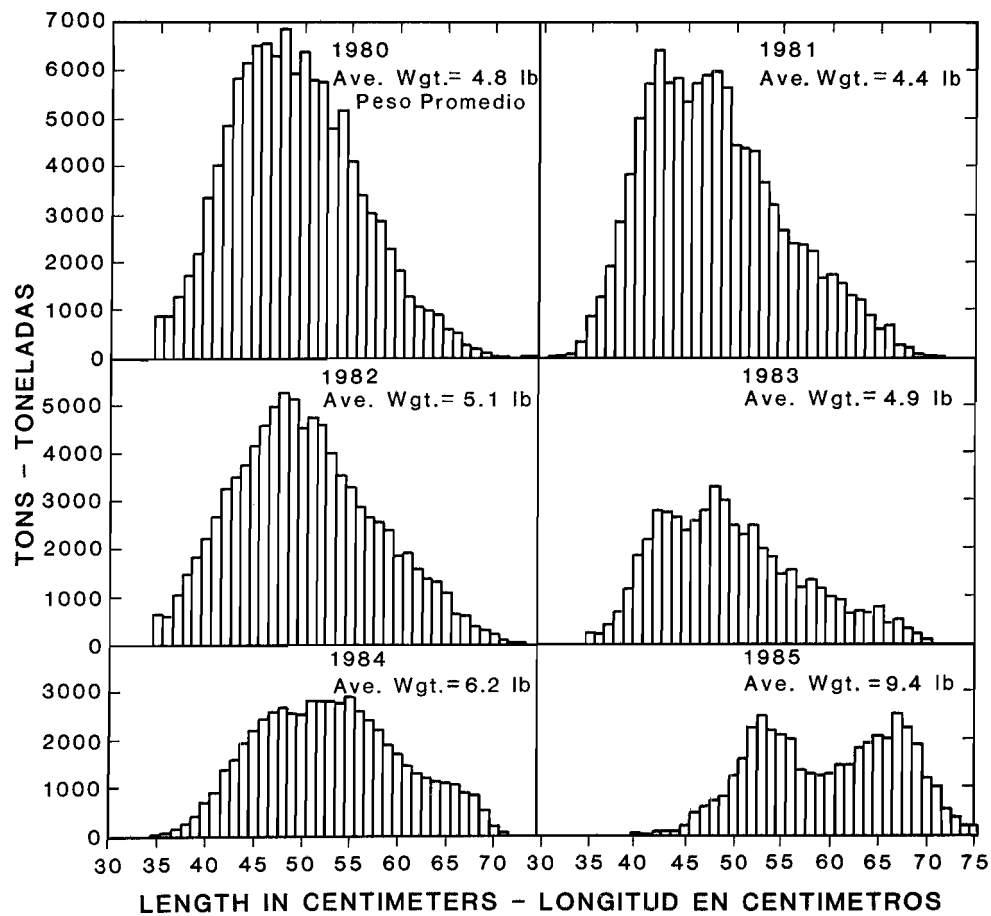 TONS - TONELADAS
7000
6000
5000
4000
3000
2000
1000
0
1980
Ave. Wgt.= 4.8 lb
Peso Promedio
1981
Ave. Wgt.= 4.4 lb
5000
4000
3000
2000
1000
0
1982
Ave. Wgt.= 5.1 lb
1983
Ave. Wgt.= 4.9 lb
3000
2000
1000
0
1984
Ave. Wgt.=6.2 lb
1985
Ave. Wgt.=9.4 lb
30 35 40 45 50 55 60 65 70 30 35 40 45 50 55 60 65 70 75
LENGTH IN CENTIMETERS - LONGITUD EN CENTIMETROS